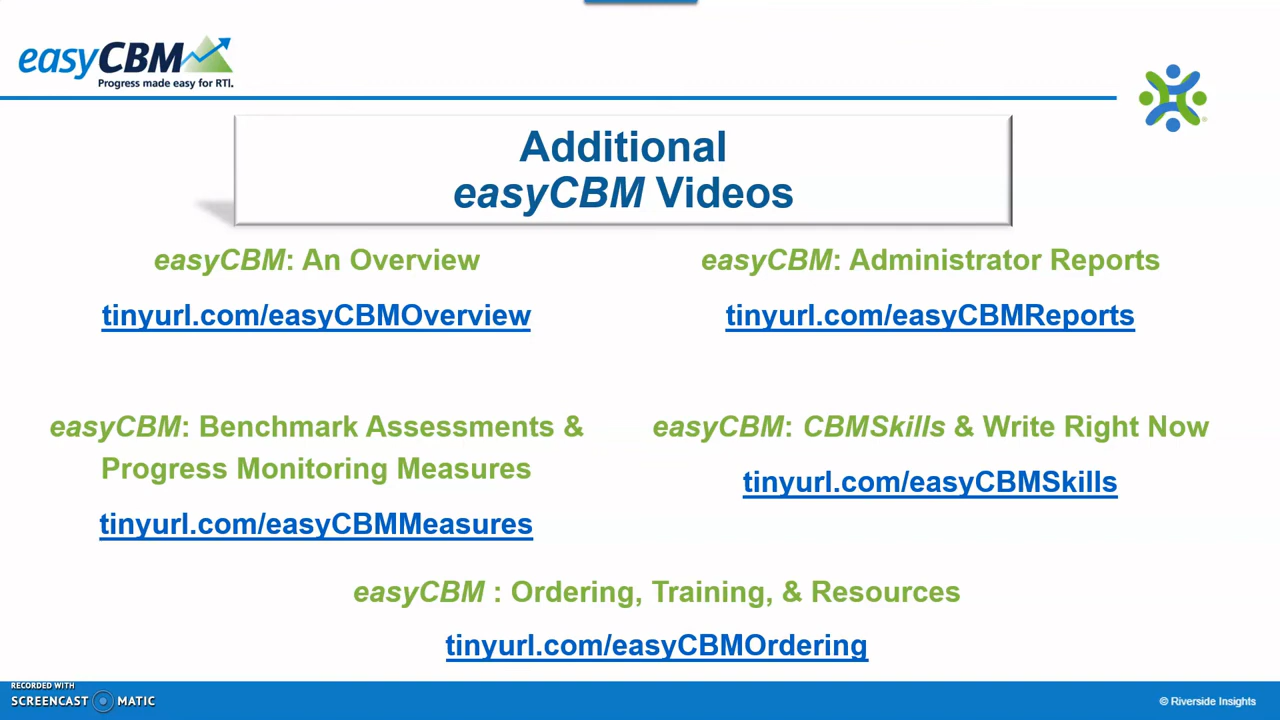 easyCBM
Progress made easy for RTI.
Additional
easyCBM Videos
easyCBM: An Overview
tinyurl.com/easyCBMOverview
easyCBM: Administrator Reports
tinyurl.com/easyCBMReports
easyCBM: Benchmark Assessments &
Progress Monitoring Measures
tinyurl.com/easyCBMMeasures
easyCBM: CBMSkills & Write Right Now
tinyurl.com/easyCBMSkills
easyCBM : Ordering, Training, & Resources
tinyurl.com/easyCBMOrdering
RECORDED WITH
SCREENCAST MATIC
© Riverside Insights